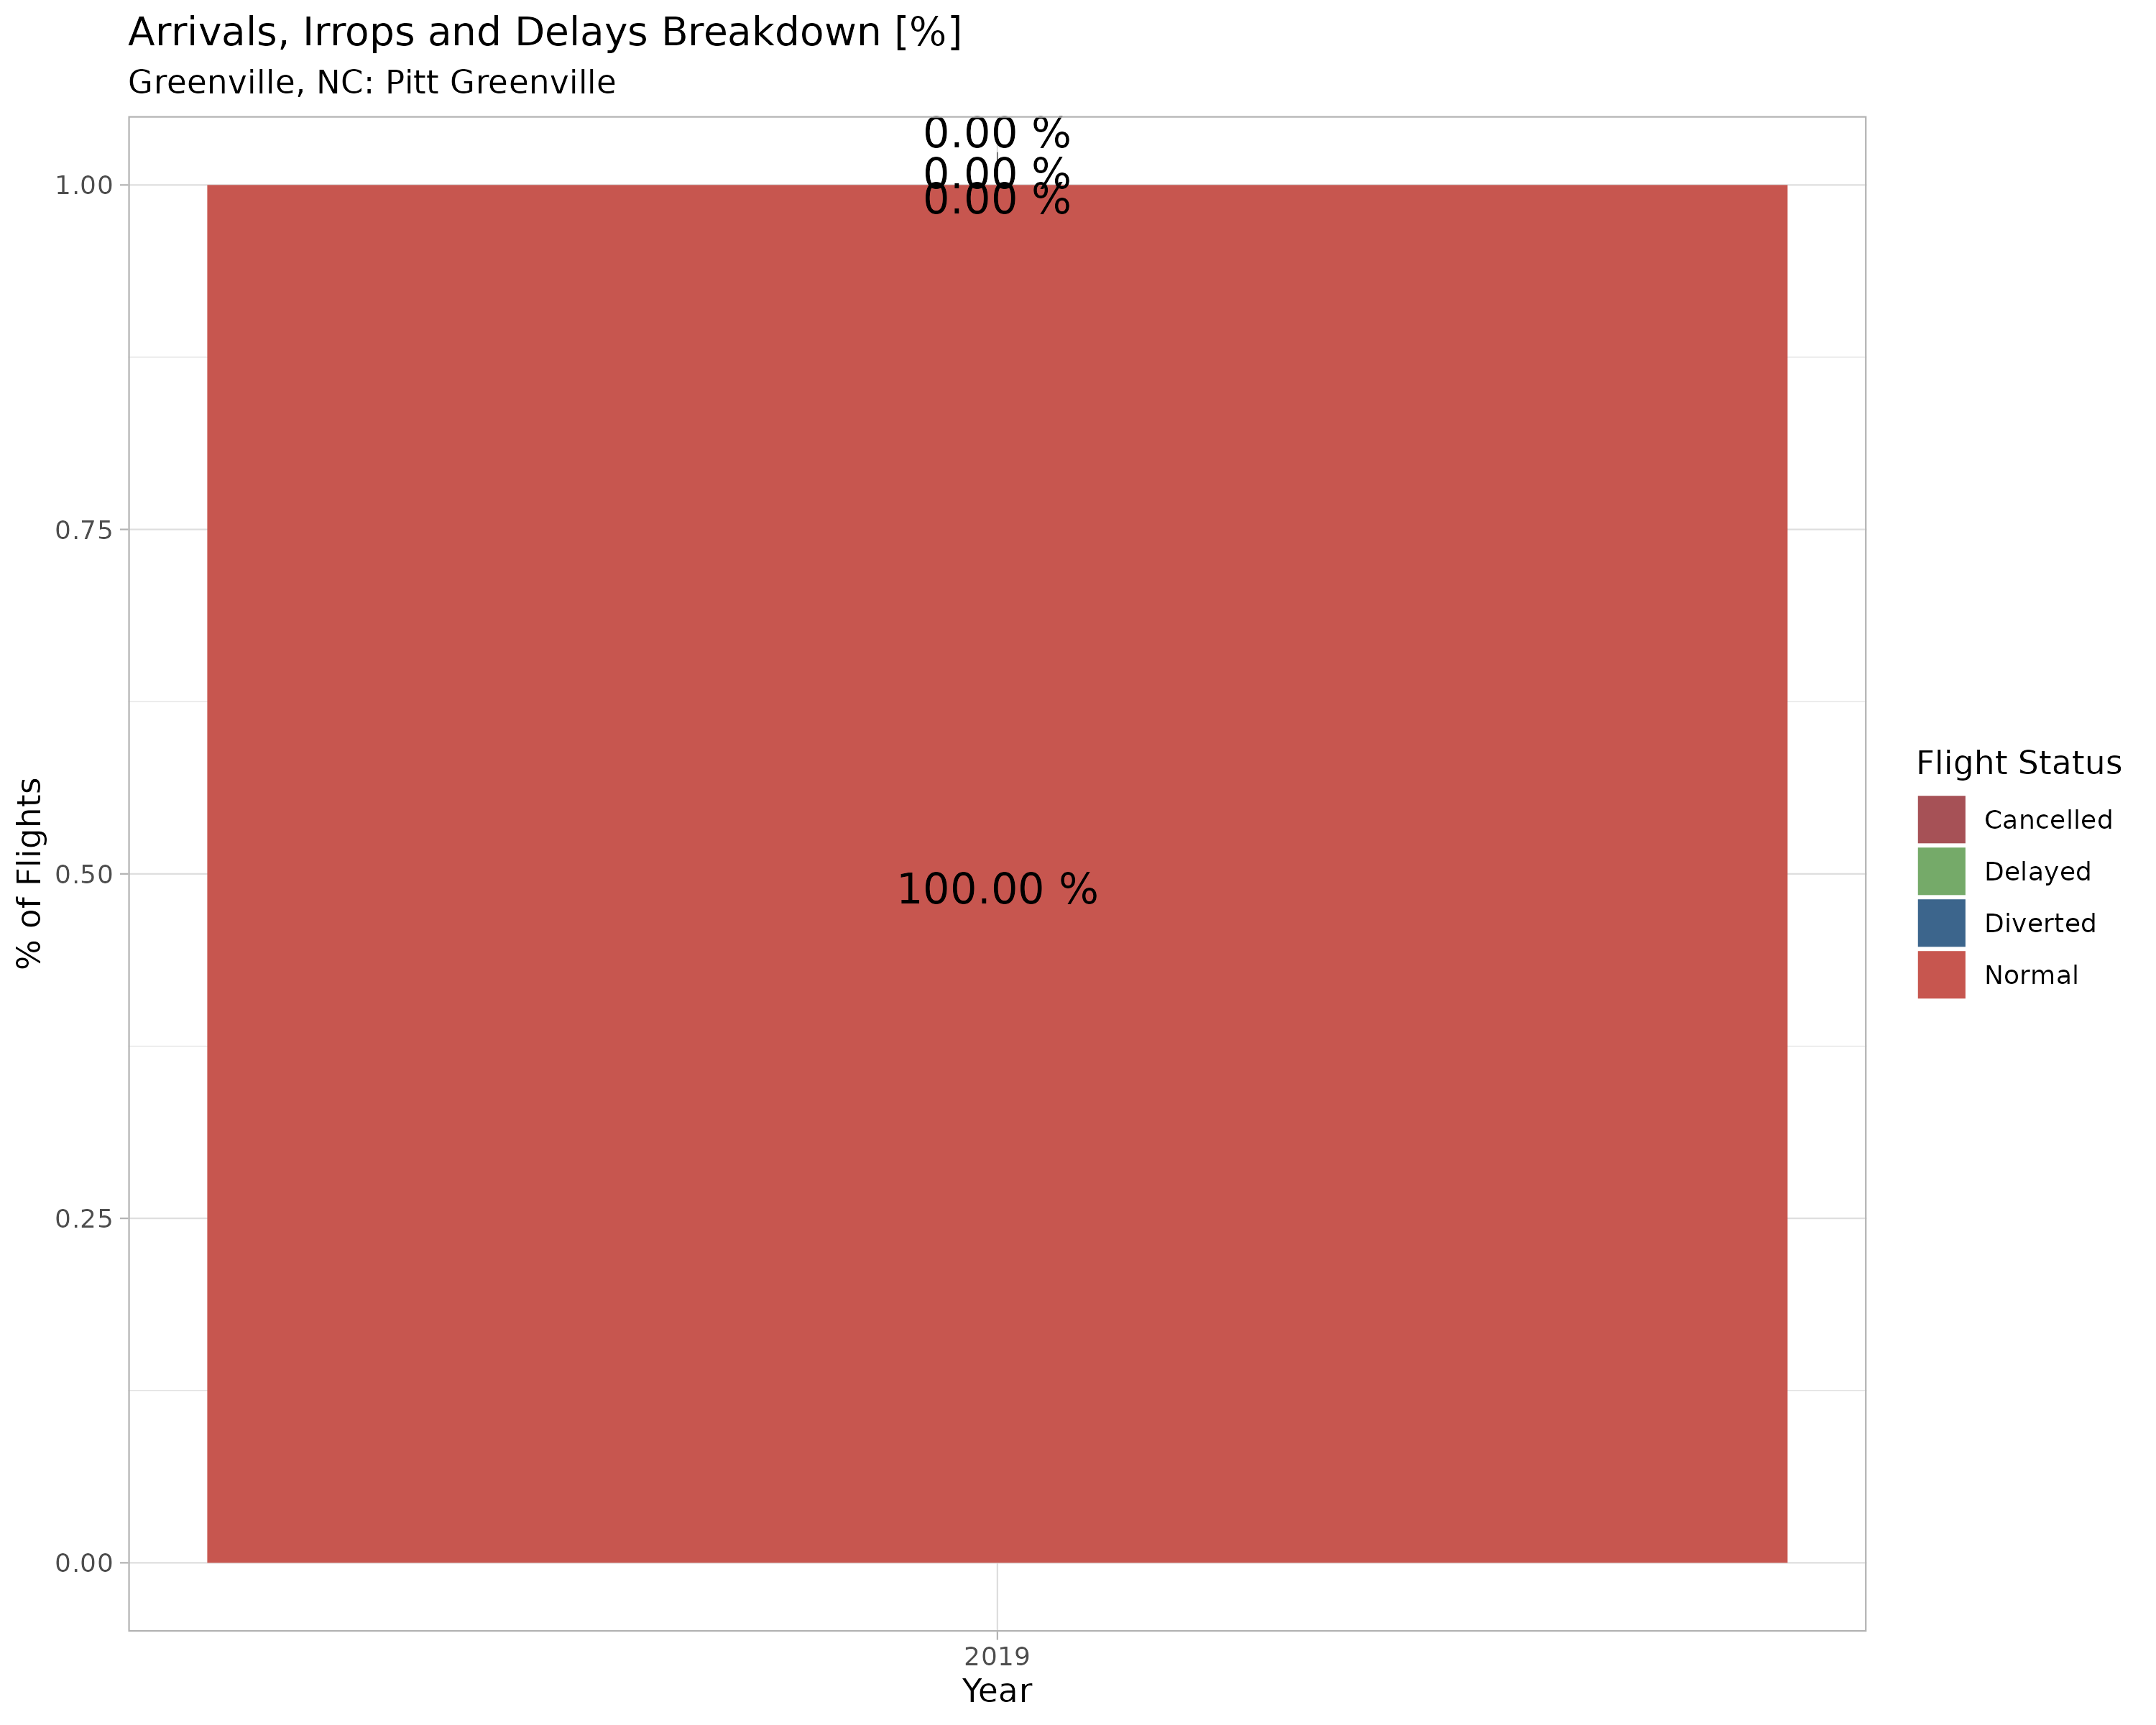 Arrivals, Irrops and Delays Breakdown [%]
Greenville, NC: Pitt Greenville
0.00 %
0.00 %
0.00 %
100.00 %
1.00
0.75
0.50
0.25
0.00
% of Flights
2019
Year
Flight Status
Cancelled
Delayed
Diverted
Normal